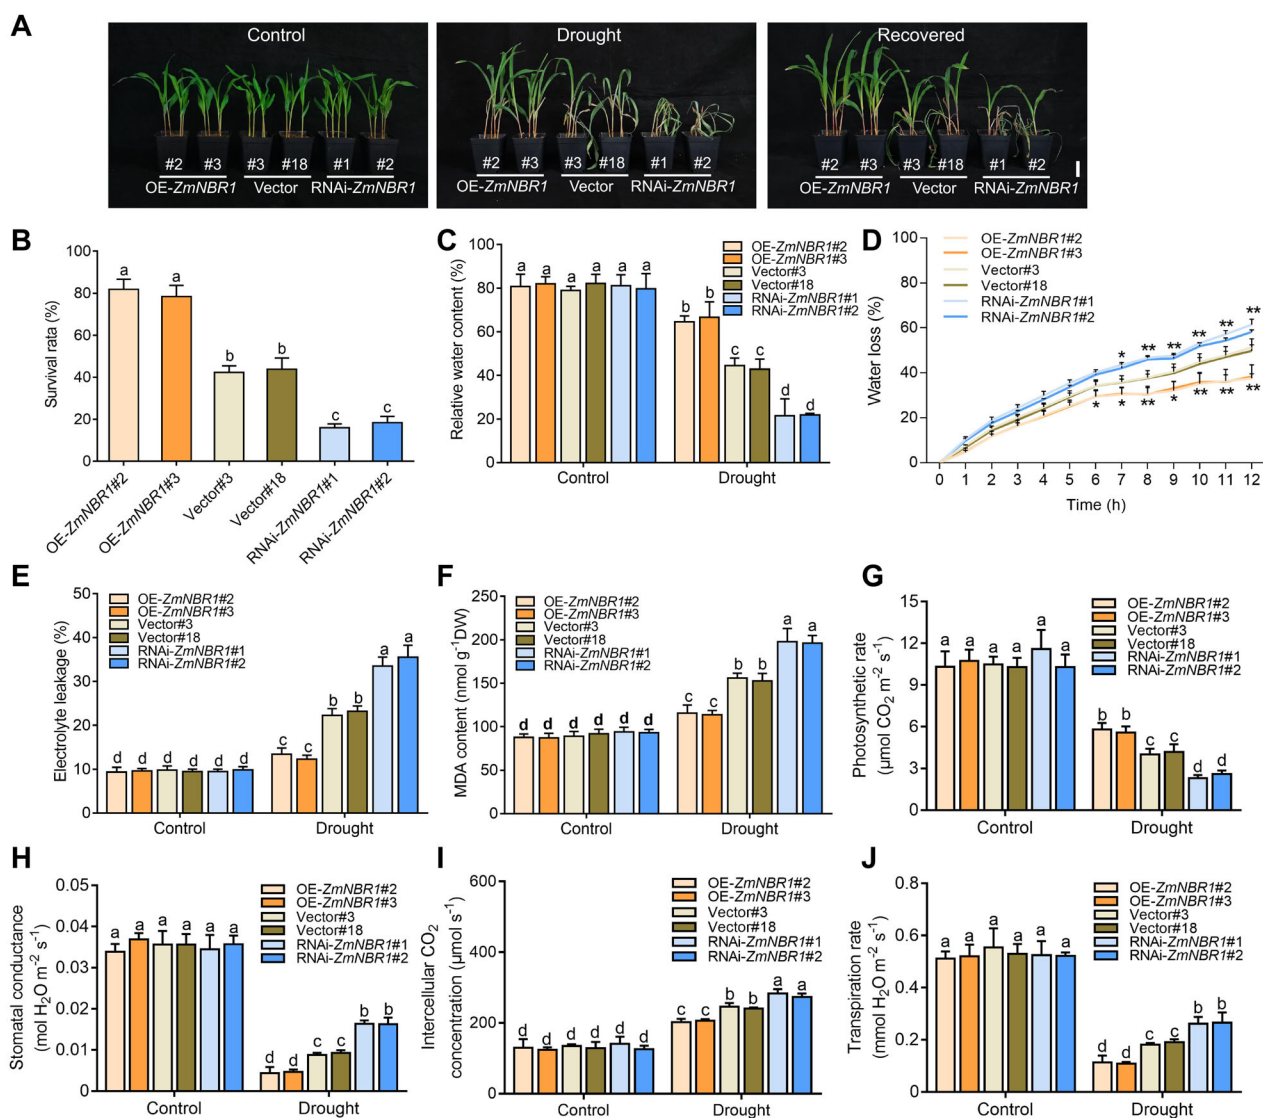 A
Control
#2 #3 #3 #18 #1 #2
OE-ZmNBR1 Vector RNAi-ZmNBR1
Drought
#2 #3 #3 #18 #1 #2
OE-ZmNBR1 Vector RNAi-ZmNBR1
Recovered
#2 #3 #3 #18 #1 #2
OE-ZmNBR1 Vector RNAi-ZmNBR1
B
Survival rata (%)
100
80
60
40
20
0
a a b b c c
OE-ZmNBR1#2
OE-ZmNBR1#3
Vector#3
Vector#18
RNAi-ZmNBR1#1
RNAi-ZmNBR1#2
C
Relative water content (%)
100
80
60
40
20
0
OE-ZmNBR1#2
OE-ZmNBR1#3
Vector#3
Vector#18
RNAi-ZmNBR1#1
RNAi-ZmNBR1#2
a a a a a a b b c c d d
Control Drought
D
Water loss (%)
100
80
60
40
20
0
OE-ZmNBR1#2
OE-ZmNBR1#3
Vector#3
Vector#18
RNAi-ZmNBR1#1
RNAi-ZmNBR1#2
* ** ** ** ** **
* * ** * ** ** **
0 1 2 3 4 5 6 7 8 9 10 11 12
Time (h)
E
Electrolyte leakage (%)
50
40
30
20
10
0
OE-ZmNBR1#2
OE-ZmNBR1#3
Vector#3
Vector#18
RNAi-ZmNBR1#1
RNAi-ZmNBR1#2
d d d d d d c c b b a a
Control Drought
F
MDA content (nmol g⁻¹DW)
250
200
150
100
50
0
OE-ZmNBR1#2
OE-ZmNBR1#3
Vector#3
Vector#18
RNAi-ZmNBR1#1
RNAi-ZmNBR1#2
d d d d d d c c b b a a
Control Drought
G
Photosynthetic rate
(μmol CO₂ m⁻² s⁻¹)
15
12
9
6
3
0
OE-ZmNBR1#2
OE-ZmNBR1#3
Vector#3
Vector#18
RNAi-ZmNBR1#1
RNAi-ZmNBR1#2
a a a a a a b b c c d d
Control Drought
H
Stomatal conductance
(mol H₂O m⁻² s⁻¹)
0.05
0.04
0.03
0.02
0.01
0
OE-ZmNBR1#2
OE-ZmNBR1#3
Vector#3
Vector#18
RNAi-ZmNBR1#1
RNAi-ZmNBR1#2
a a a a a a d d c c b b
Control Drought
I
Intercellular CO₂
concentration (μmol s⁻¹)
600
400
200
0
OE-ZmNBR1#2
OE-ZmNBR1#3
Vector#3
Vector#18
RNAi-ZmNBR1#1
RNAi-ZmNBR1#2
d d d d d d c c b b a a
Control Drought
J
Transpiration rate
(mmol H₂O m⁻² s⁻¹)
0.8
0.6
0.4
0.2
0
OE-ZmNBR1#2
OE-ZmNBR1#3
Vector#3
Vector#18
RNAi-ZmNBR1#1
RNAi-ZmNBR1#2
a a a a a a d d c c b b
Control Drought